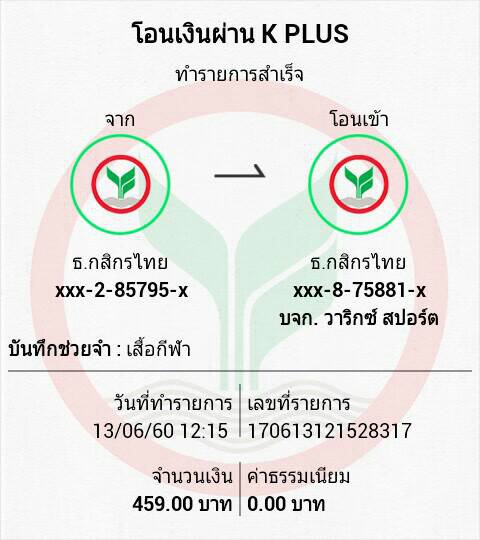 โอนเงินผ่าน K PLUS
ทำรายการสำเร็จ
จาก
โอนเข้า
ธ.กสิกรไทย
ธ.กสิกรไทย
xxx-2-85795-x
xxx-8-75881-x
บจก. วาริกซ์ สปอร์ต
บันทึกช่วยจำ : เสื้อกีฬา
วันที่ทำรายการ
เลขที่รายการ
13/06/60 12:15
170613121528317
จำนวนเงิน
ค่าธรรมเนียม
459.00 บาท
0.00 บาท